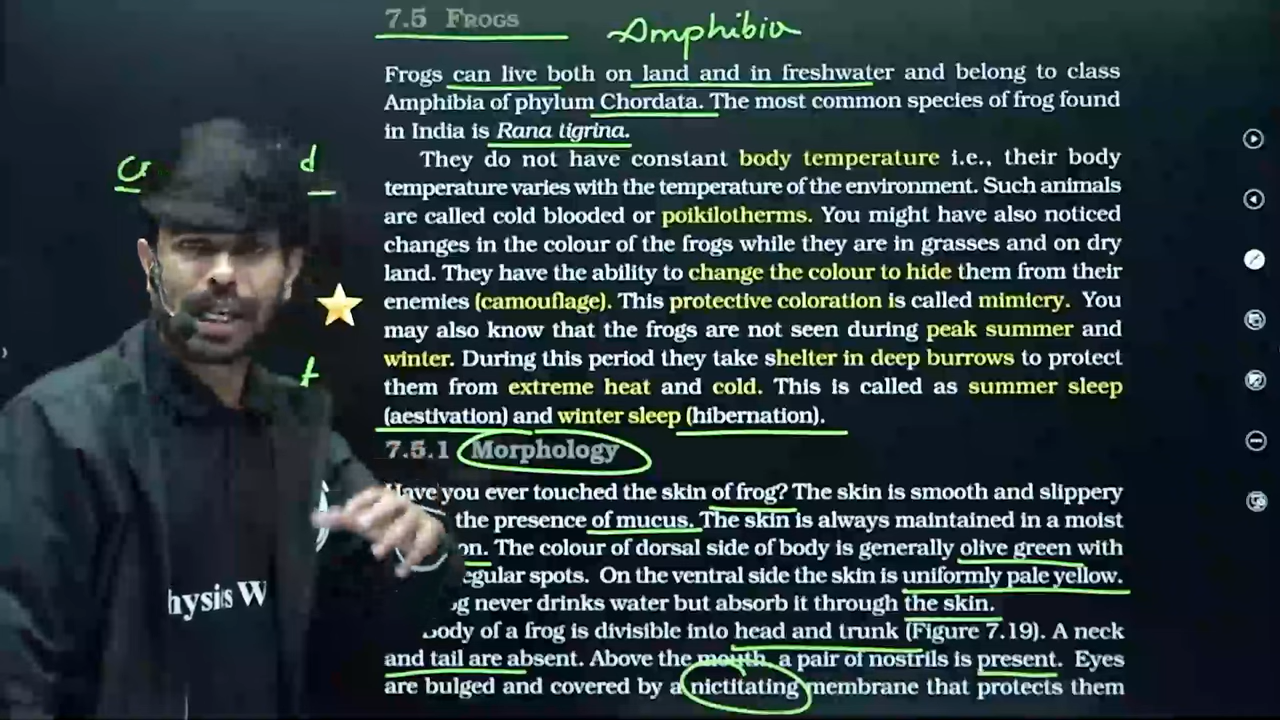 7.5 FROGS
Amphibia
Frogs can live both on land and in freshwater and belong to class
Amphibia of phylum Chordata. The most common species of frog found
in India is Rana tigrina.
They do not have constant body temperature i.e., their body
temperature varies with the temperature of the environment. Such animals
are called cold blooded or poikilotherms. You might have also noticed
changes in the colour of the frogs while they are in grasses and on dry
land. They have the ability to change the colour to hide them from their
enemies (camouflage). This protective coloration is called mimicry. You
may also know that the frogs are not seen during peak summer and
winter. During this period they take shelter in deep burrows to protect
them from extreme heat and cold. This is called as summer sleep
(aestivation) and winter sleep (hibernation).
7.5.1 Morphology
Have you ever touched the skin of frog? The skin is smooth and slippery
the presence of mucus. The skin is always maintained in a moist
on. The colour of dorsal side of body is generally olive green with
egular spots. On the ventral side the skin is uniformly pale yellow.
og never drinks water but absorb it through the skin.
Body of a frog is divisible into head and trunk (Figure 7.19). A neck
and tail are absent. Above the mouth, a pair of nostrils is present. Eyes
are bulged and covered by a nictitating membrane that protects them
d
hysics W